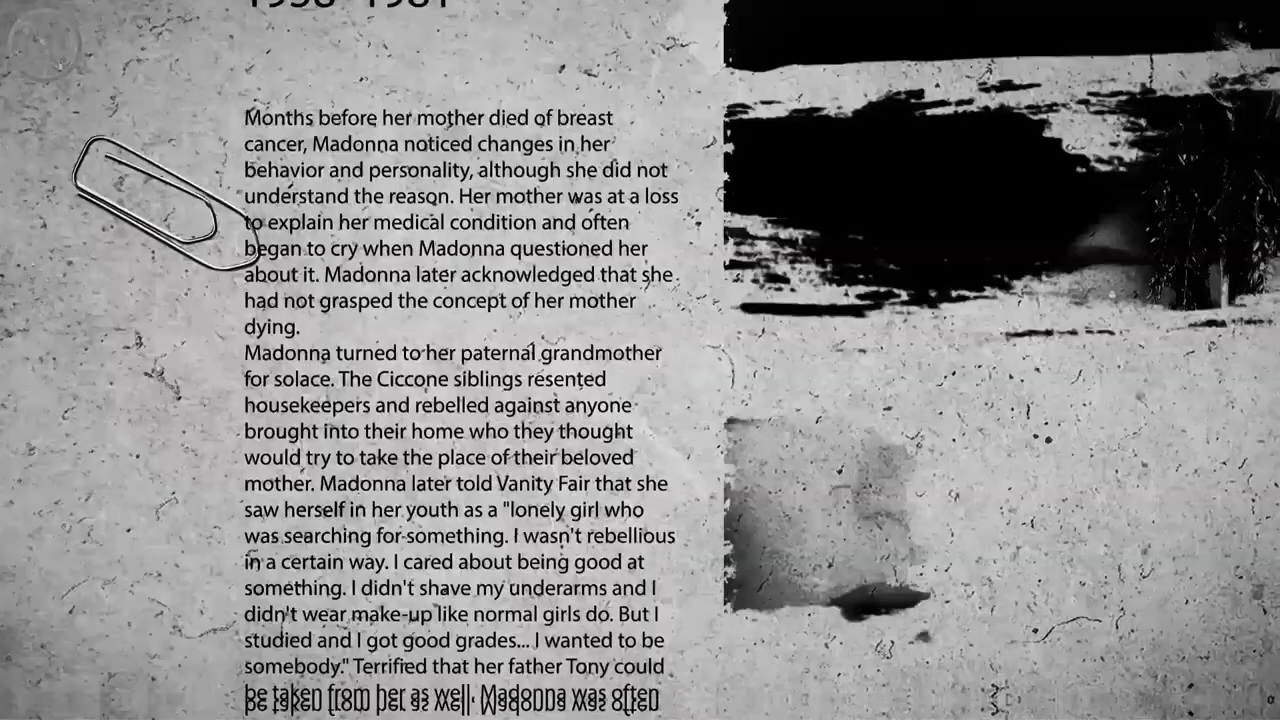 1958-1981
Months before her mother died of breast
cancer, Madonna noticed changes in her
behavior and personality, although she did not
understand the reason. Her mother was at a loss
to explain her medical condition and often
began to cry when Madonna questioned her
about it. Madonna later acknowledged that she
had not grasped the concept of her mother
dying.
Madonna turned to her paternal grandmother
for solace. The Ciccone siblings resented
housekeepers and rebelled against anyone
brought into their home who they thought
would try to take the place of their beloved
mother. Madonna later told Vanity Fair that she
saw herself in her youth as a "lonely girl who
was searching for something. I wasn't rebellious
in a certain way. I cared about being good at
something. I didn't shave my underarms and I
didn't wear make-up like normal girls do. But I
studied and I got good grades... I wanted to be
somebody." Terrified that her father Tony could
be taken from her as well, Madonna was often